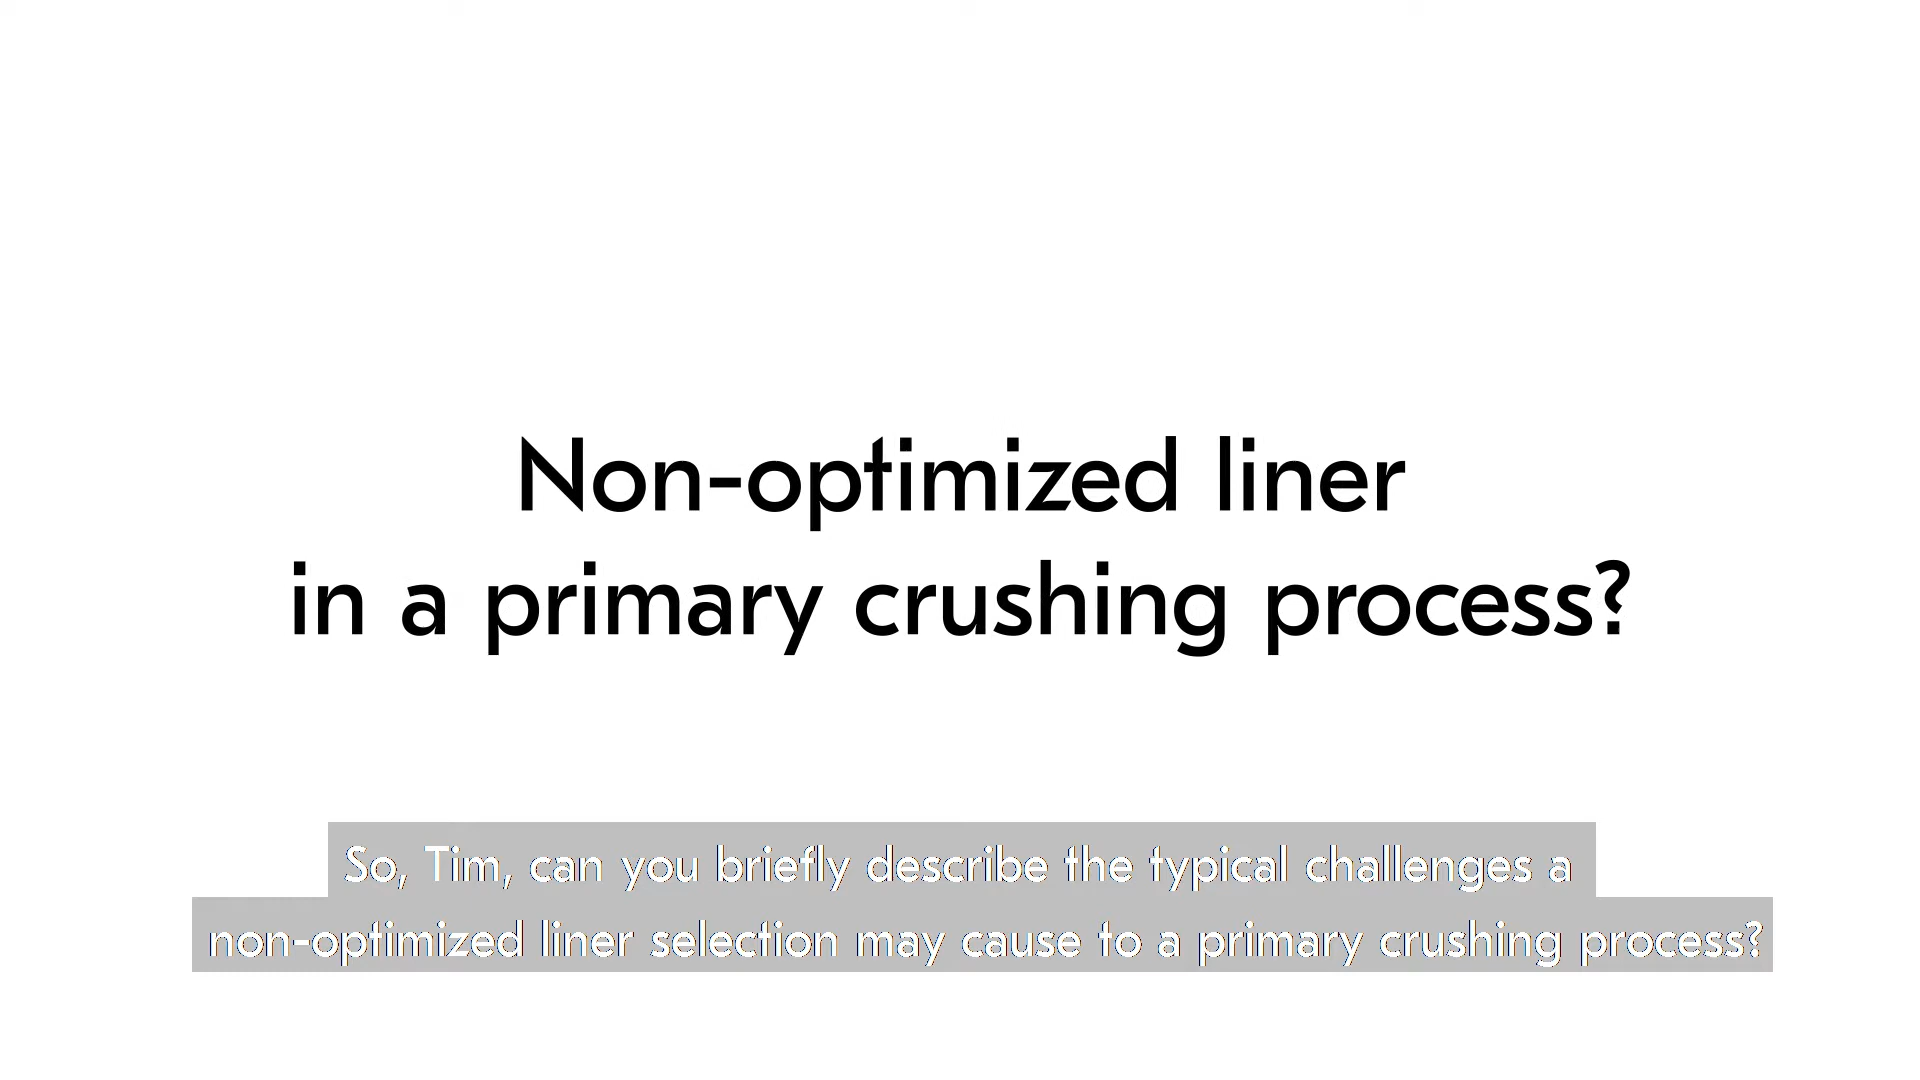 Non-optimized liner
in a primary crushing process?
So, Tim, can you briefly describe the typical challenges a
non-optimized liner selection may cause to a primary crushing process?